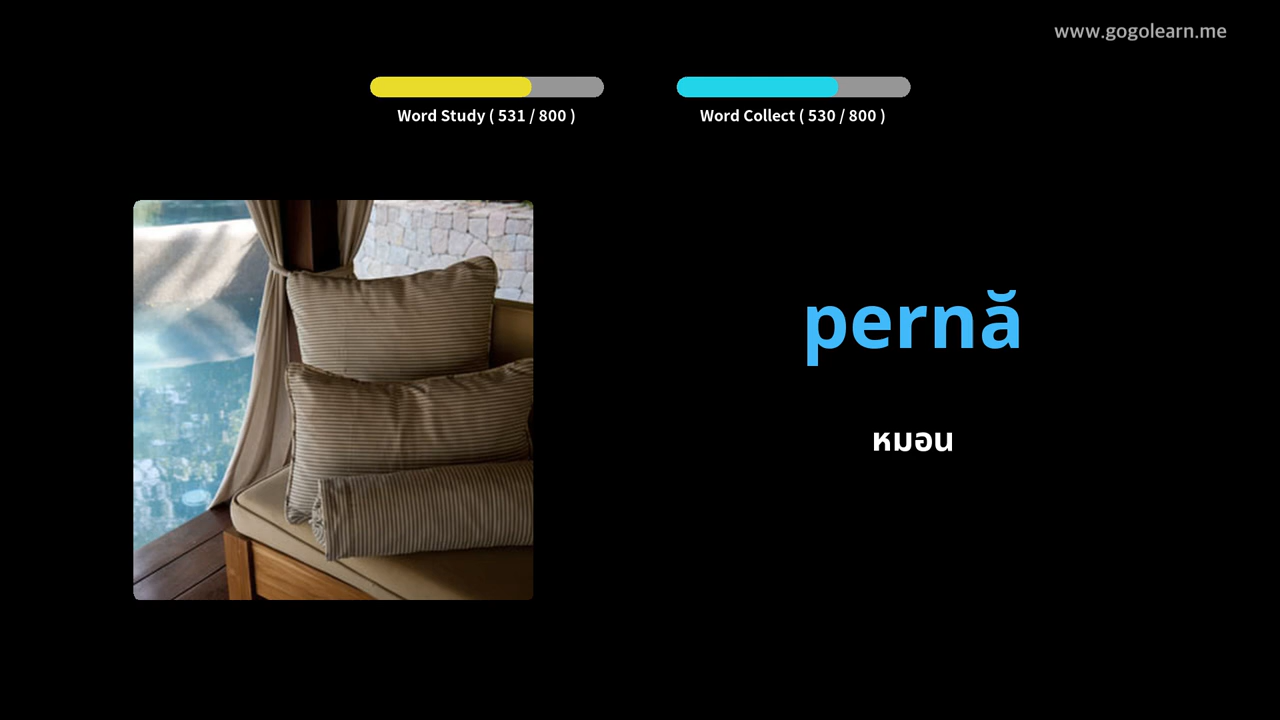 www.gogolearn.me
Word Study ( 531 / 800 )
Word Collect ( 530 / 800 )
pernă
หมอน